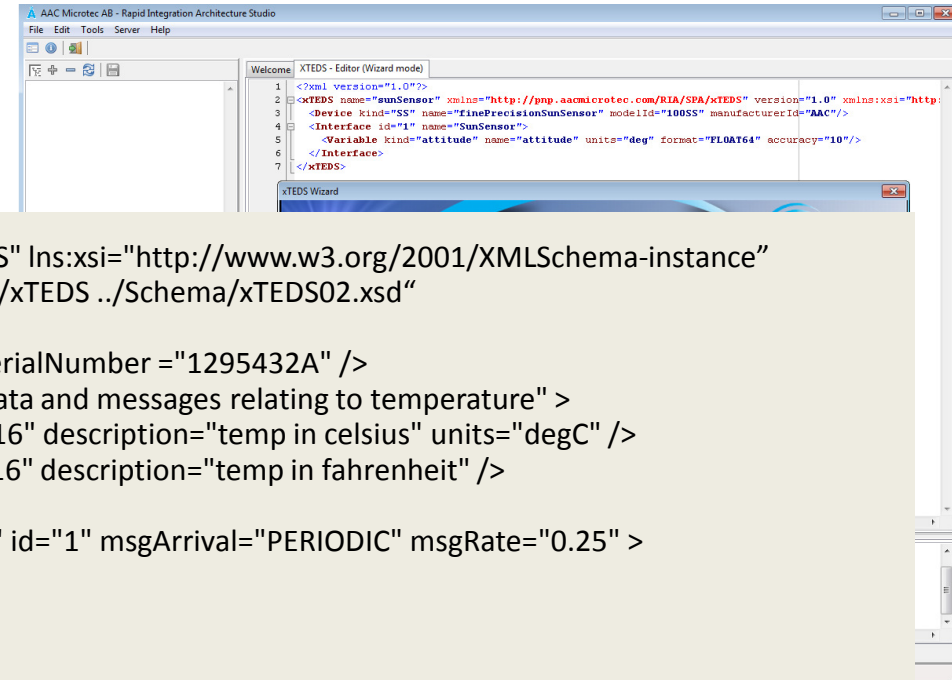 AAC Microtec AB - Rapid Integration Architecture Studio
File Edit Tools Server Help
Welcome XTEDS - Editor (Wizard mode)
1 <?xml version="1.0"?>
2 <xTEDS name="sunSensor" xmlns="http://pnp.aacmicrotec.com/RIA/SPA/xTEDS" version="1.0" xmlns:xsi="http:
3 <Device kind="SS" name="finePrecisionSunSensor" modelId="100SS" manufacturerId="AAC"/>
4 <Interface id="1" name="SunSensor">
5 <Variable kind="attitude" name="attitude" units="deg" format="FLOAT64" accuracy="10"/>
6 </Interface>
7 </xTEDS>
xTEDS Wizard
S" lns:xsi="http://www.w3.org/2001/XMLSchema-instance”
/xTEDS ../Schema/xTEDS02.xsd“
erialNumber ="1295432A" />
ata and messages relating to temperature" >
16" description="temp in celsius" units="degC" />
16" description="temp in fahrenheit" />
" id="1" msgArrival="PERIODIC" msgRate="0.25" >